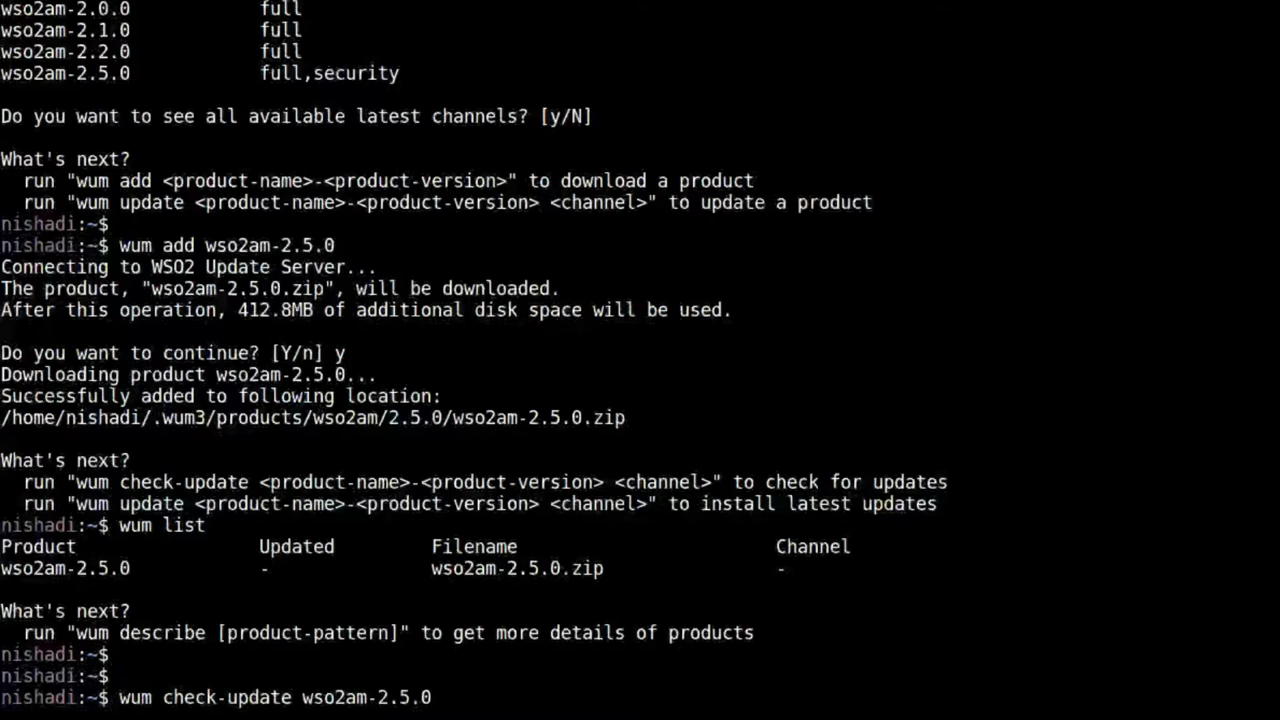 wso2am-2.0.0 full
wso2am-2.1.0 full
wso2am-2.2.0 full
wso2am-2.5.0 full,security
Do you want to see all available latest channels? [y/N]
What's next?
run "wum add <product-name>-<product-version>" to download a product
run "wum update <product-name>-<product-version> <channel>" to update a product
nishadi:~$
nishadi:~$ wum add wso2am-2.5.0
Connecting to WSO2 Update Server...
The product, "wso2am-2.5.0.zip", will be downloaded.
After this operation, 412.8MB of additional disk space will be used.
Do you want to continue? [Y/n] y
Downloading product wso2am-2.5.0...
Successfully added to following location:
/home/nishadi/.wum3/products/wso2am/2.5.0/wso2am-2.5.0.zip
What's next?
run "wum check-update <product-name>-<product-version> <channel>" to check for updates
run "wum update <product-name>-<product-version> <channel>" to install latest updates
nishadi:~$ wum list
Product Updated Filename Channel
wso2am-2.5.0 - wso2am-2.5.0.zip -
What's next?
run "wum describe [product-pattern]" to get more details of products
nishadi:~$
nishadi:~$
nishadi:~$ wum check-update wso2am-2.5.0